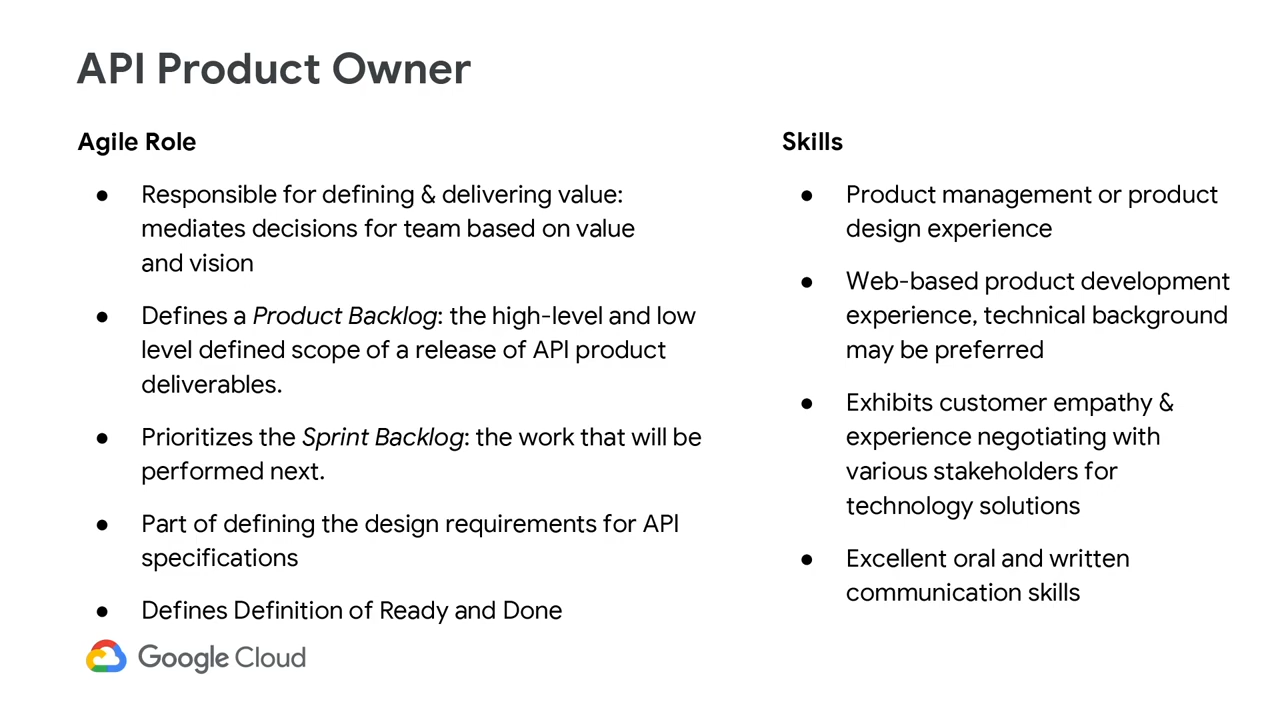 API Product Owner
Agile Role
● Responsible for defining & delivering value:
mediates decisions for team based on value
and vision
● Defines a Product Backlog: the high-level and low
level defined scope of a release of API product
deliverables.
● Prioritizes the Sprint Backlog: the work that will be
performed next.
● Part of defining the design requirements for API
specifications
● Defines Definition of Ready and Done
Skills
● Product management or product
design experience
● Web-based product development
experience, technical background
may be preferred
● Exhibits customer empathy &
experience negotiating with
various stakeholders for
technology solutions
● Excellent oral and written
communication skills
Google Cloud